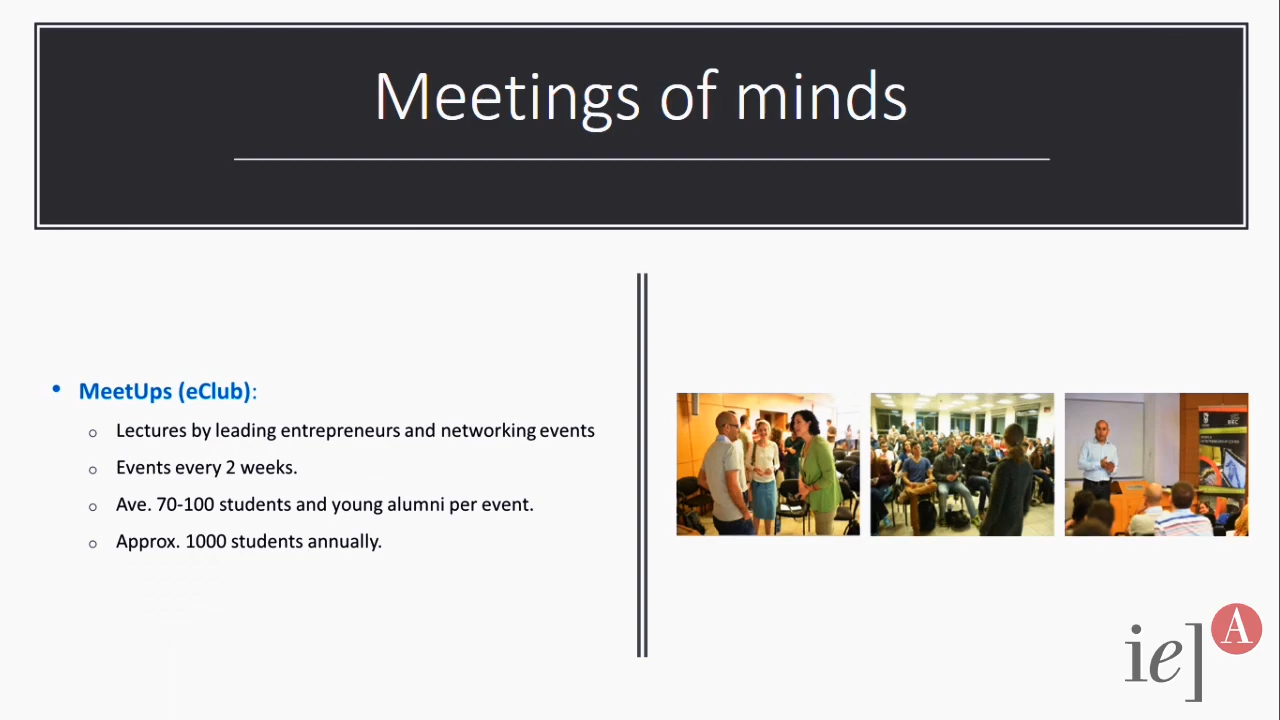 Meetings of minds
• MeetUps (eClub):
o Lectures by leading entrepreneurs and networking events
o Events every 2 weeks.
o Ave. 70-100 students and young alumni per event.
o Approx. 1000 students annually.
ie] A